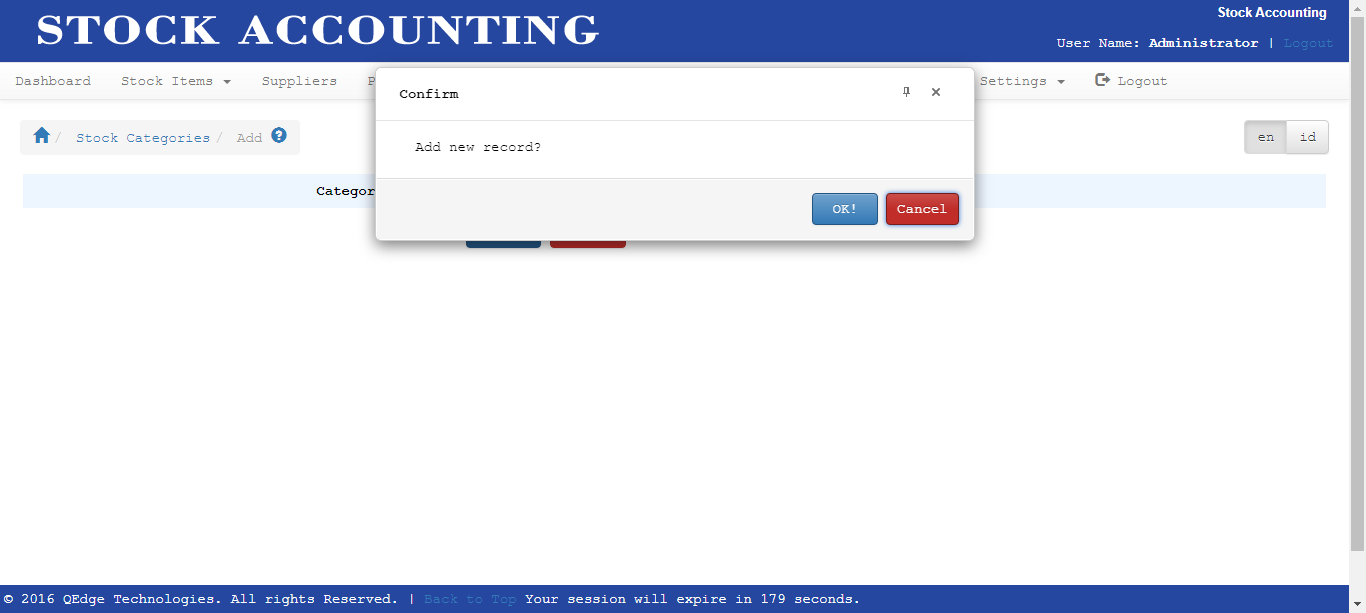 STOCK ACCOUNTING
Stock Accounting
User Name: Administrator | Logout
Dashboard Stock Items Suppliers P Settings Logout
Confirm
Add new record?
OK! Cancel
/ Stock Categories / Add
en id
Categor
© 2016 QEdge Technologies. All rights Reserved. | Back to Top Your session will expire in 179 seconds.